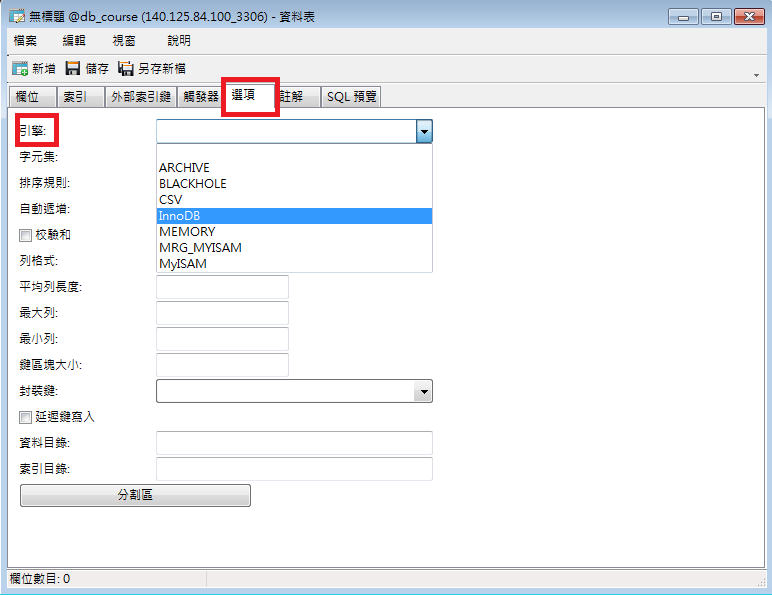 無標題 @db_course (140.125.84.100_3306) - 資料表
檔案 編輯 視窗 說明
新增 儲存 另存新檔
欄位 索引 外部索引鍵 觸發器 選項 註解 SQL 預覽
引擎:
字元集:
ARCHIVE
排序規則:
BLACKHOLE
CSV
自動遞增:
InnoDB
校驗和
MEMORY
MRG_MYISAM
列格式:
MyISAM
平均列長度:
最大列:
最小列:
鍵區塊大小:
封裝鍵:
延遲鍵寫入
資料目錄:
索引目錄:
分割區
欄位數目: 0